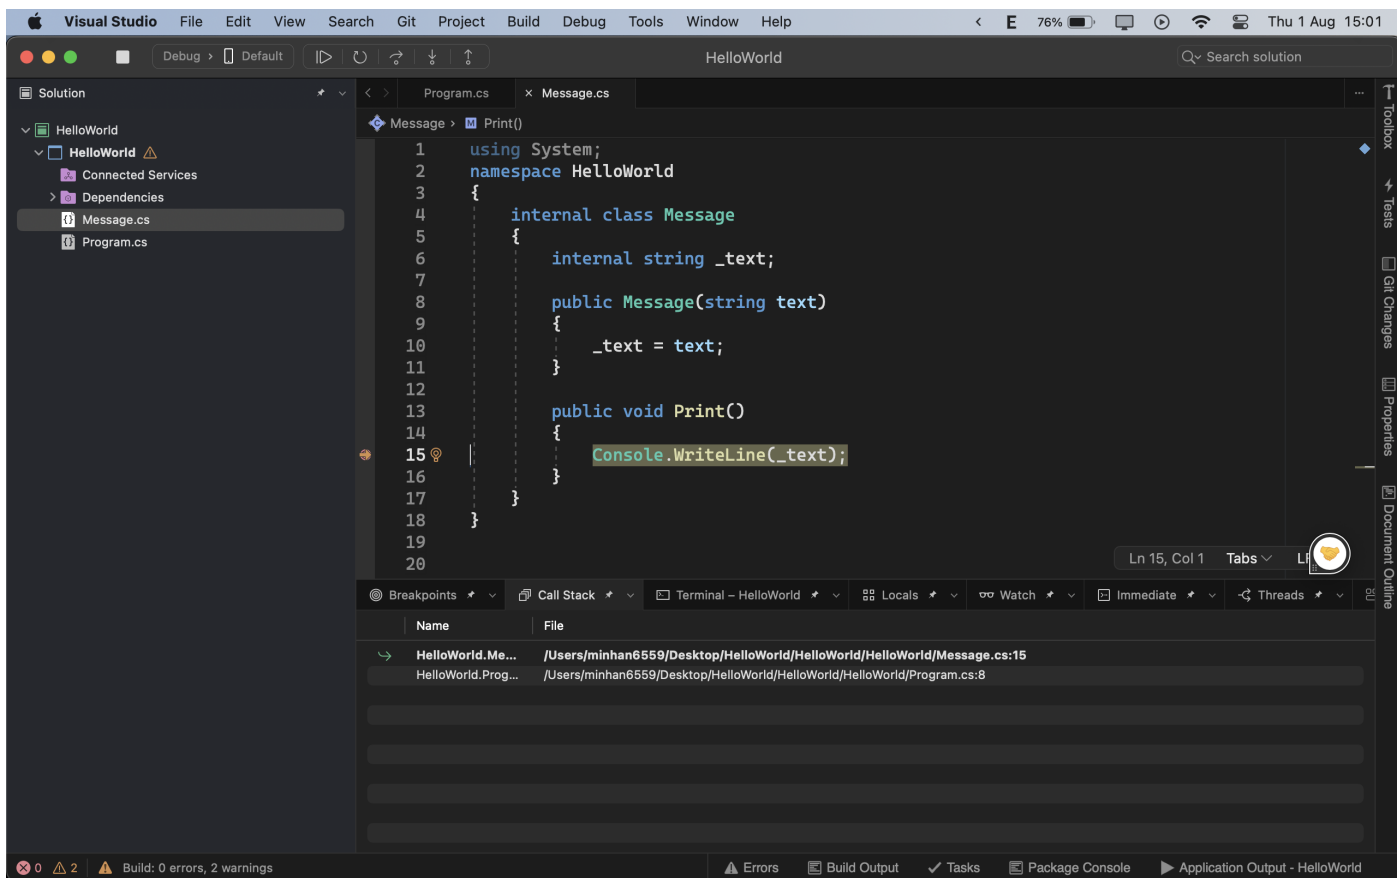 Visual Studio File Edit View Search Git Project Build Debug Tools Window Help E 76% Thu 1 Aug 15:01
Debug > Default HelloWorld Search solution
Solution
Program.cs × Message.cs
Message > M Print()
HelloWorld
HelloWorld
Connected Services
Dependencies
Message.cs
Program.cs
1 using System;
2 namespace HelloWorld
3 {
4 internal class Message
5 {
6 internal string _text;
7
8 public Message(string text)
9 {
10 _text = text;
11 }
12
13 public void Print()
14 {
15 Console.WriteLine(_text);
16 }
17 }
18 }
19
20
Ln 15, Col 1 Tabs
Toolbox
Tests
Git Changes
Properties
Document Outline
Breakpoints Call Stack Terminal – HelloWorld Locals Watch Immediate Threads
Name File
HelloWorld.Me... /Users/minhan6559/Desktop/HelloWorld/HelloWorld/HelloWorld/Message.cs:15
HelloWorld.Prog... /Users/minhan6559/Desktop/HelloWorld/HelloWorld/HelloWorld/Program.cs:8
0 2 Build: 0 errors, 2 warnings Errors Build Output Tasks Package Console Application Output - HelloWorld